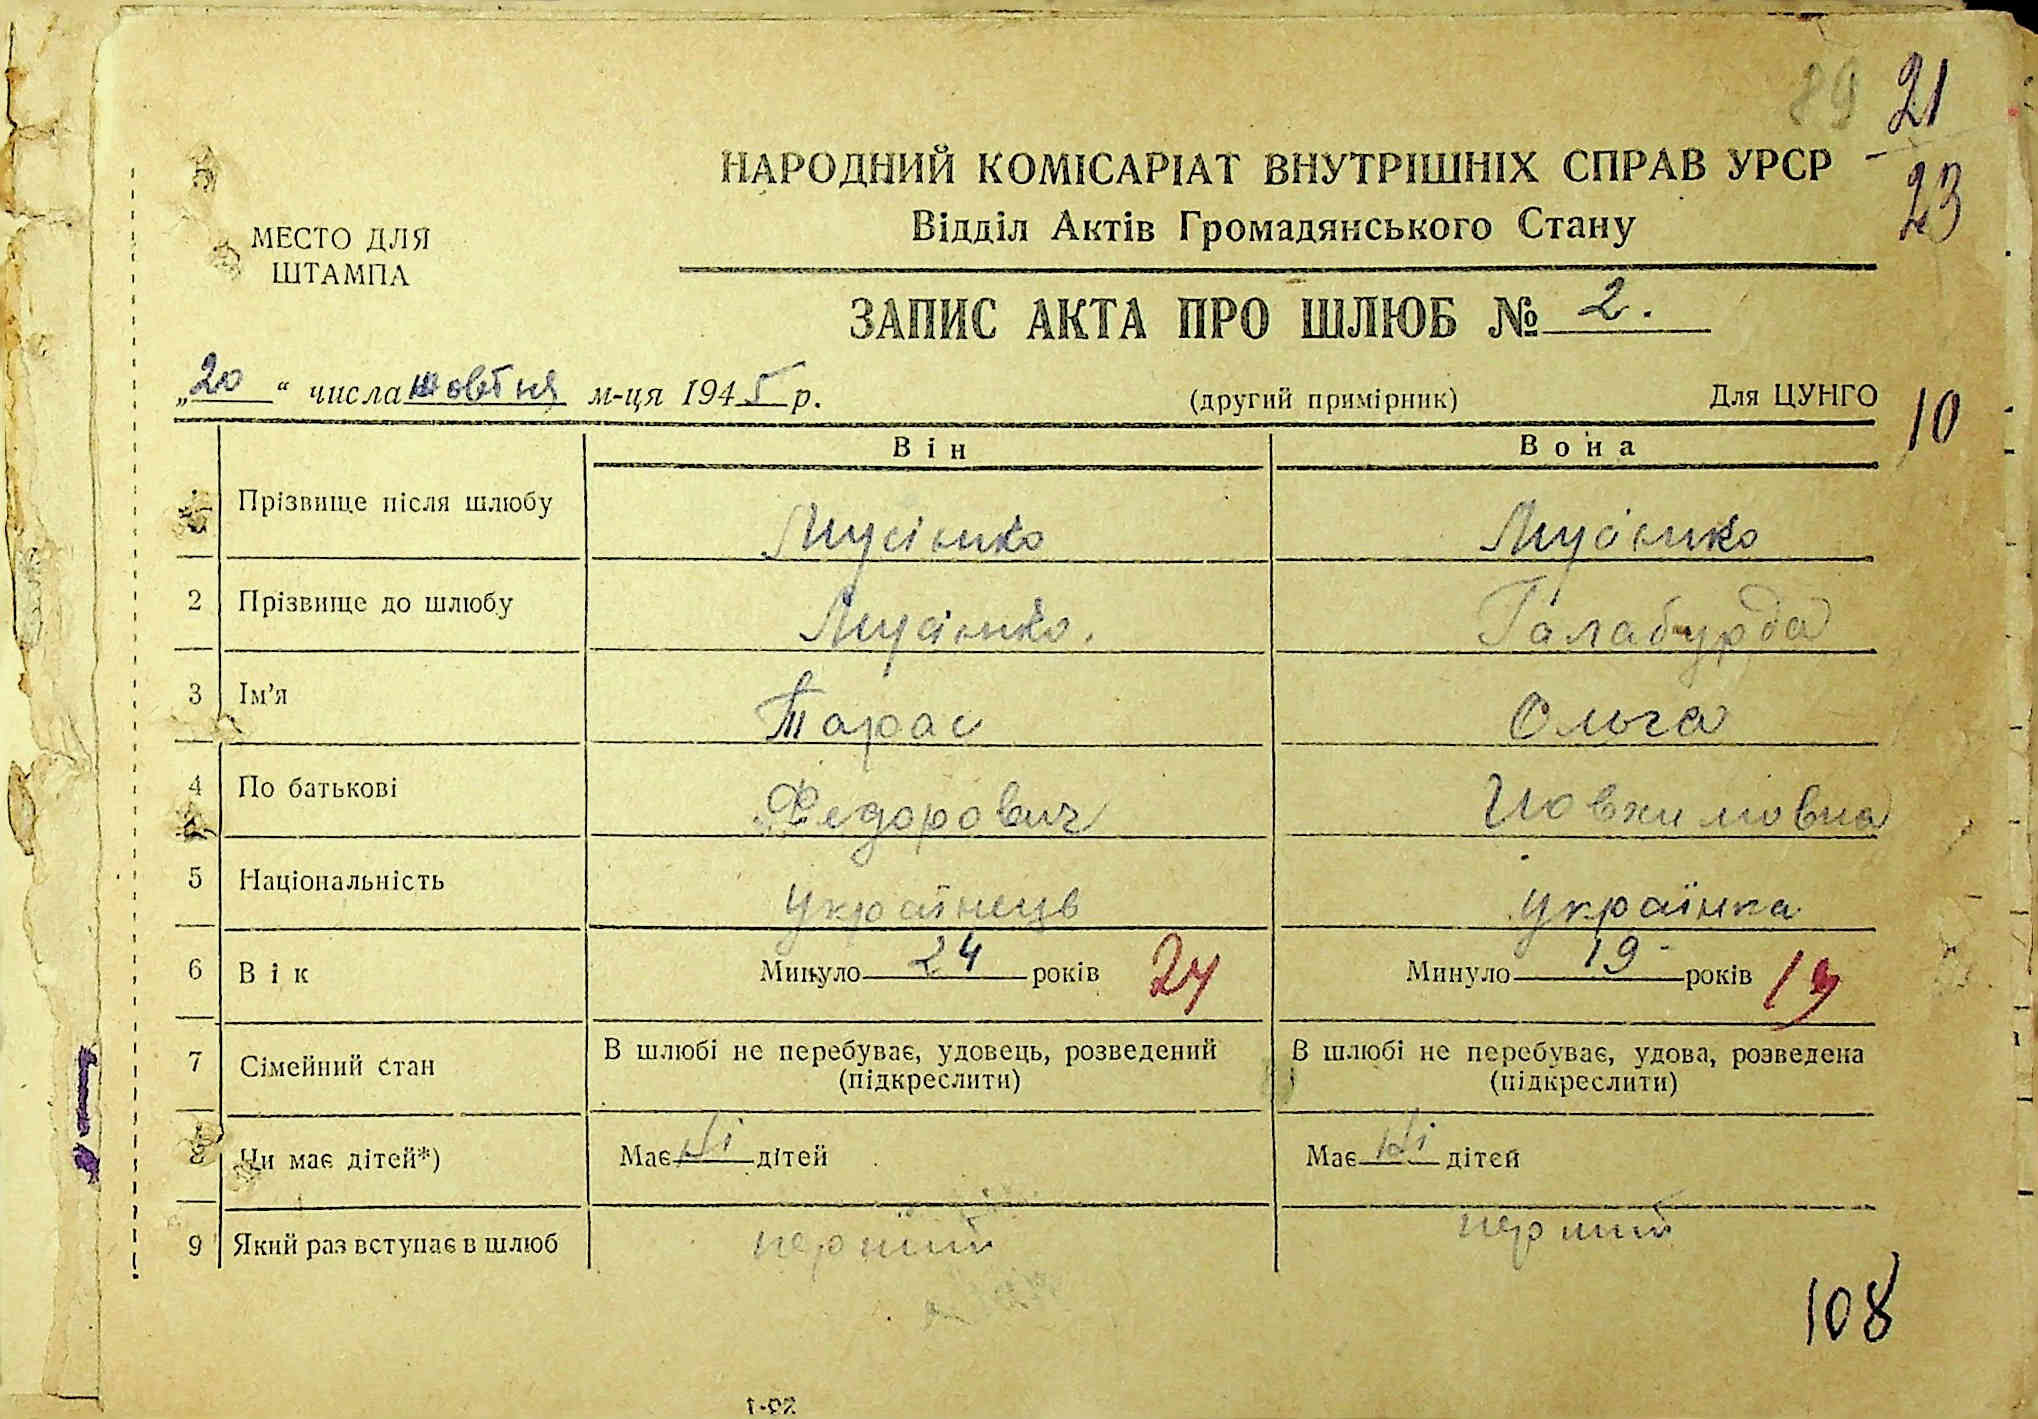 89 21
23
НАРОДНИЙ КОМІСАРІАТ ВНУТРІШНІХ СПРАВ УРСР
Відділ Актів Громадянського Стану
МЕСТО ДЛЯ
ШТАМПА
ЗАПИС АКТА ПРО ШЛЮБ № 2.
„20“ числа жовтня м-ця 1945 р. (другий примірник) Для ЦУНГО
10
Він Вона
Прізвище після шлюбу Мусієнко Мусієнко
2 Прізвище до шлюбу Мусієнко. Галабурда
3 Ім’я Тарас Ольга
4 По батькові Федорович Йовхимовна
5 Національність Українець Українка
6 Вік Минуло 24 років 24 Минуло 19 років 19
7 Сімейний стан В шлюбі не перебуває, удовець, розведений (підкреслити) В шлюбі не перебуває, удова, розведена (підкреслити)
8 Чи має дітей*) Має Ні дітей Має Ні дітей
9 Який раз вступає в шлюб перший перший
108